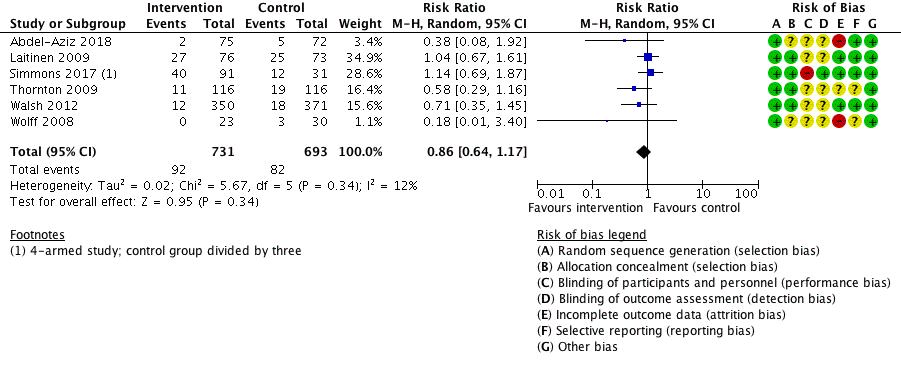 Intervention Control Risk Ratio Risk Ratio Risk of Bias
Study or Subgroup Events Total Events Total Weight M-H, Random, 95% CI M-H, Random, 95% CI A B C D E F G
Abdel-Aziz 2018 2 75 5 72 3.4% 0.38 [0.08, 1.92] + ? ? ? - + +
Laitinen 2009 27 76 25 73 34.9% 1.04 [0.67, 1.61] + + ? ? + + +
Simmons 2017 (1) 40 91 12 31 28.6% 1.14 [0.69, 1.87] + + - ? + + +
Thornton 2009 11 116 19 116 16.4% 0.58 [0.29, 1.16] + + ? ? ? ? +
Walsh 2012 12 350 18 371 15.6% 0.71 [0.35, 1.45] + + ? ? + + +
Wolff 2008 0 23 3 30 1.1% 0.18 [0.01, 3.40] + ? ? ? - ? +
Total (95% CI) 731 693 100.0% 0.86 [0.64, 1.17]
Total events 92 82
Heterogeneity: Tau² = 0.02; Chi² = 5.67, df = 5 (P = 0.34); I² = 12%
Test for overall effect: Z = 0.95 (P = 0.34)
0.01 0.1 1 10 100
Favours intervention Favours control
Footnotes
(1) 4-armed study; control group divided by three
Risk of bias legend
(A) Random sequence generation (selection bias)
(B) Allocation concealment (selection bias)
(C) Blinding of participants and personnel (performance bias)
(D) Blinding of outcome assessment (detection bias)
(E) Incomplete outcome data (attrition bias)
(F) Selective reporting (reporting bias)
(G) Other bias